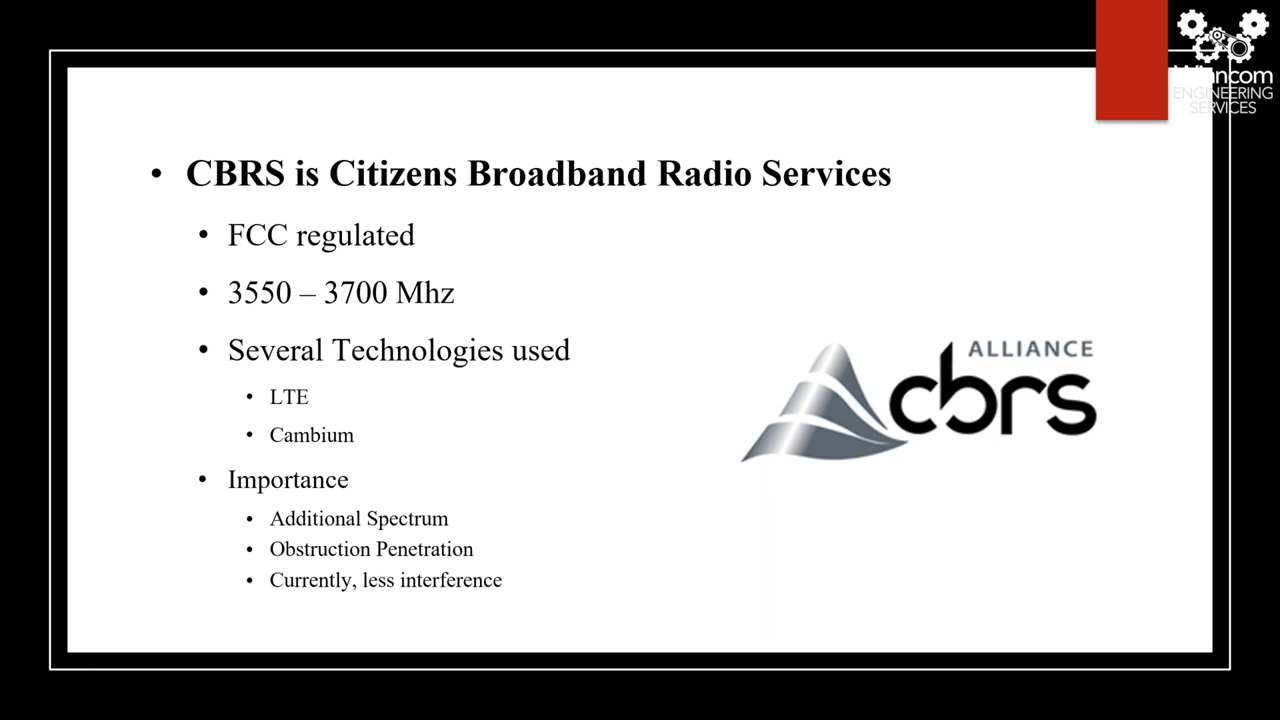 ENGINEERING
SERVICES
• CBRS is Citizens Broadband Radio Services
• FCC regulated
• 3550 – 3700 Mhz
• Several Technologies used
• LTE
• Cambium
ALLIANCE
cbrs
• Importance
• Additional Spectrum
• Obstruction Penetration
• Currently, less interference